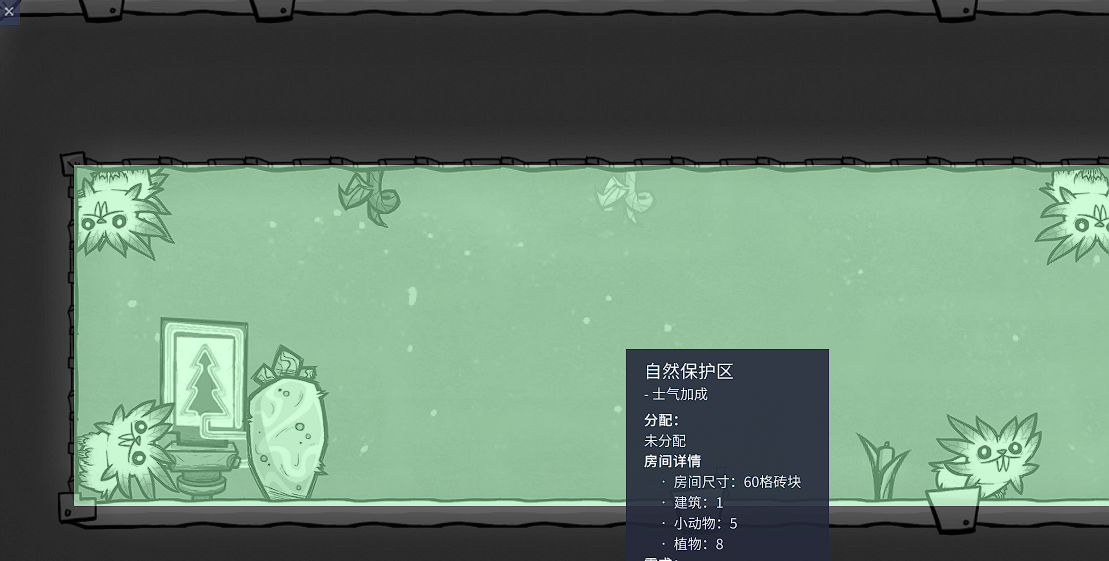 自然保护区
- 士气加成
分配：
未分配
房间详情
· 房间尺寸：60格砖块
· 建筑：1
· 小动物：5
· 植物：8